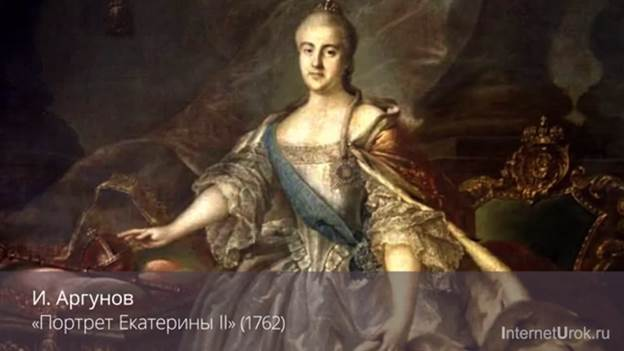 И. Аргунов
«Портрет Екатерины II» (1762)
InternetUrok.ru